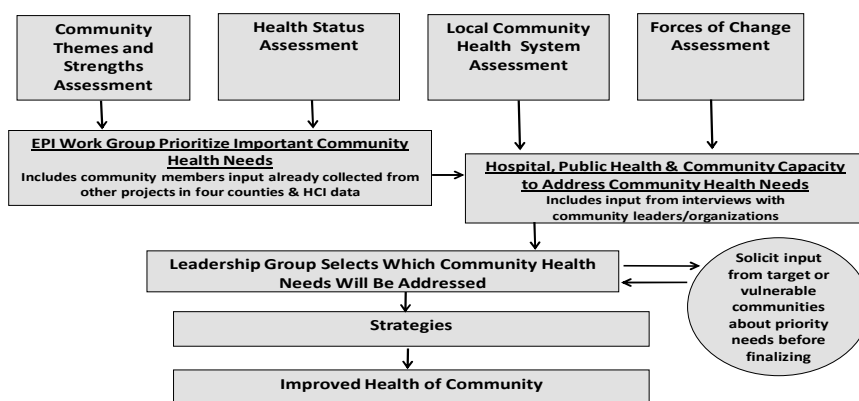 Community
Themes and
Strengths
Assessment
Health Status
Assessment
Local Community
Health System
Assessment
Forces of Change
Assessment
EPI Work Group Prioritize Important Community
Health Needs
Includes community members input already collected from
other projects in four counties & HCI data
Hospital, Public Health & Community Capacity
to Address Community Health Needs
Includes input from interviews with
community leaders/organizations
Leadership Group Selects Which Community Health
Needs Will Be Addressed
Solicit input
from target or
vulnerable
communities
about priority
needs before
finalizing
Strategies
Improved Health of Community